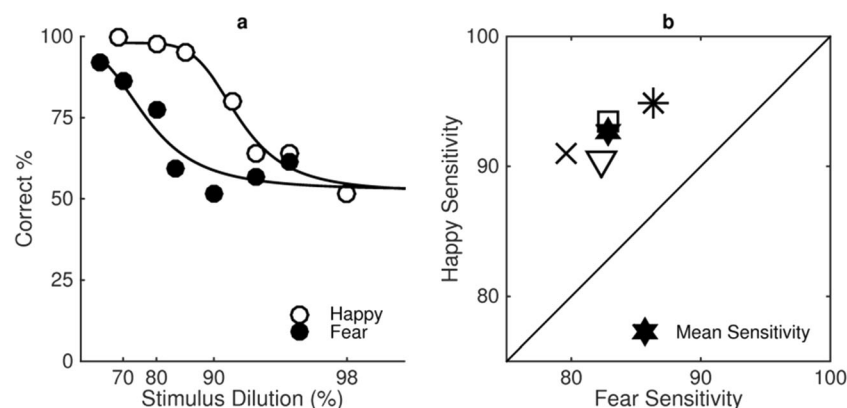 a
100
75
50
25
0
Correct %
70 80 90 98
Stimulus Dilution (%)
Happy
Fear
b
100
90
80
Happy Sensitivity
80 90 100
Fear Sensitivity
Mean Sensitivity